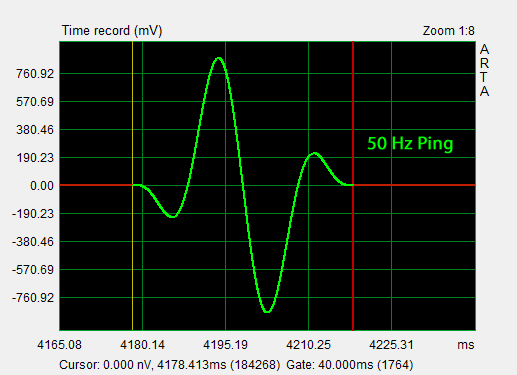 Time record (mV)
Zoom 1:8
ARTA
760.92
570.69
50 Hz Ping
380.46
190.23
0.00
-190.23
-380.46
-570.69
-760.92
4165.08 4180.14 4195.19 4210.25 4225.31 ms
Cursor: 0.000 nV, 4178.413ms (184268) Gate: 40.000ms (1764)